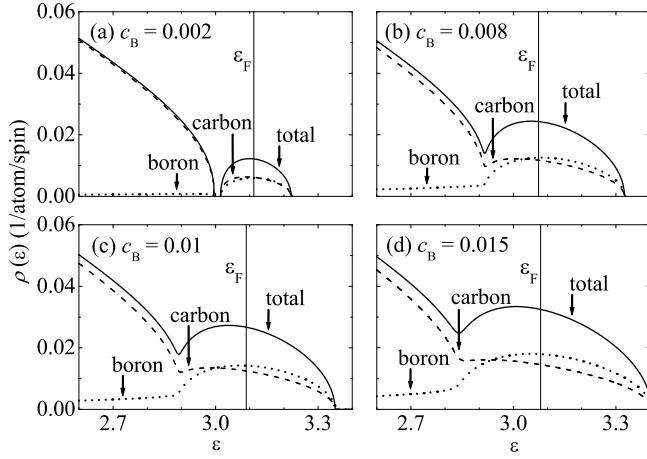 0.06
(a) c_B = 0.002
ε_F
carbon
total
boron
0.04
0.02
0.00
(b) c_B = 0.008
ε_F
carbon
total
boron
ρ(ε) (1/atom/spin)
0.06
(c) c_B = 0.01
ε_F
carbon
total
boron
0.04
0.02
0.00
2.7 3.0 3.3
ε
(d) c_B = 0.015
ε_F
carbon
total
boron
2.7 3.0 3.3
ε